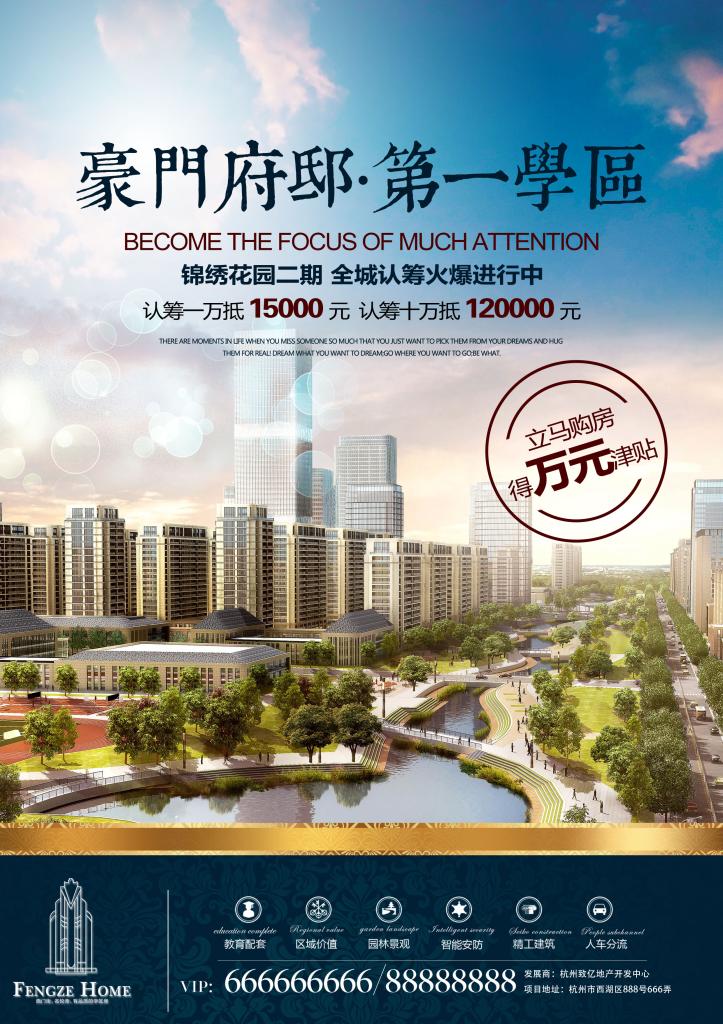 豪門府邸·第一學區
BECOME THE FOCUS OF MUCH ATTENTION
锦绣花园二期 全城认筹火爆进行中
认筹一万抵 15000 元 认筹十万抵 120000 元
THERE ARE MOMENTS IN LIFE WHEN YOU MISS SOMEONE SO MUCH THAT YOU JUST WANT TO PICK THEM FROM YOUR DREAMS AND HUG
THEM FOR REAL! DREAM WHAT YOU WANT TO DREAM;GO WHERE YOU WANT TO GO;BE WHAT.
立马购房
得万元津贴
education complete
教育配套
Regional value
区域价值
garden landscape
园林景观
Intelligent security
智能安防
Seiko construction
精工建筑
People subchannel
人车分流
FENGZE HOME
VIP: 666666666/88888888
发展商：杭州致亿地产开发中心
项目地址：杭州市西湖区888号666弄